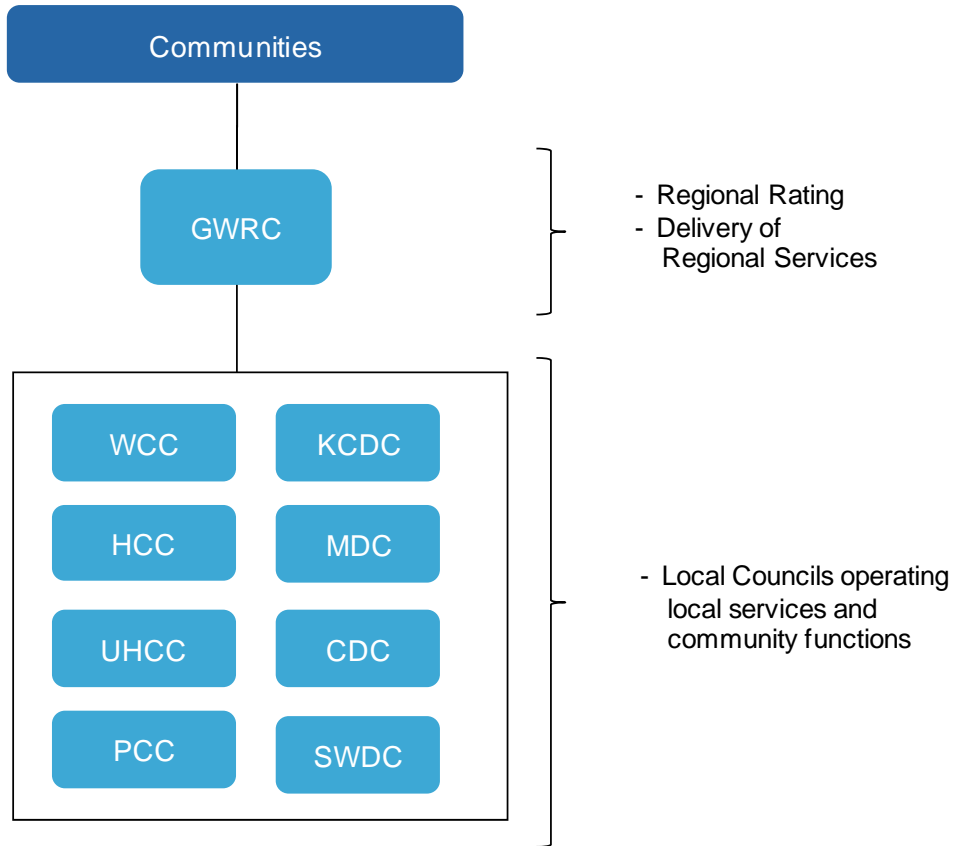 Communities
GWRC
- Regional Rating
- Delivery of
Regional Services
WCC
KCDC
HCC
MDC
UHCC
CDC
PCC
SWDC
- Local Councils operating
local services and
community functions